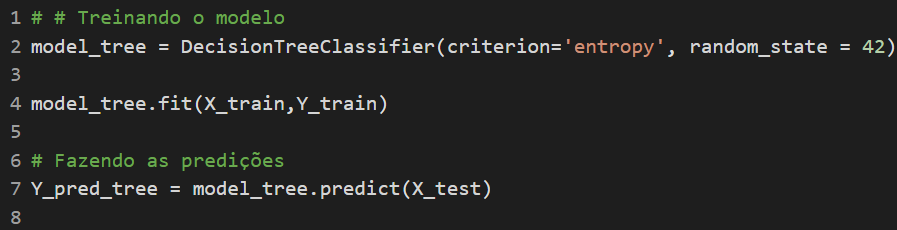 1 # # Treinando o modelo
2 model_tree = DecisionTreeClassifier(criterion='entropy', random_state = 42)
3
4 model_tree.fit(X_train,Y_train)
5
6 # Fazendo as predições
7 Y_pred_tree = model_tree.predict(X_test)
8